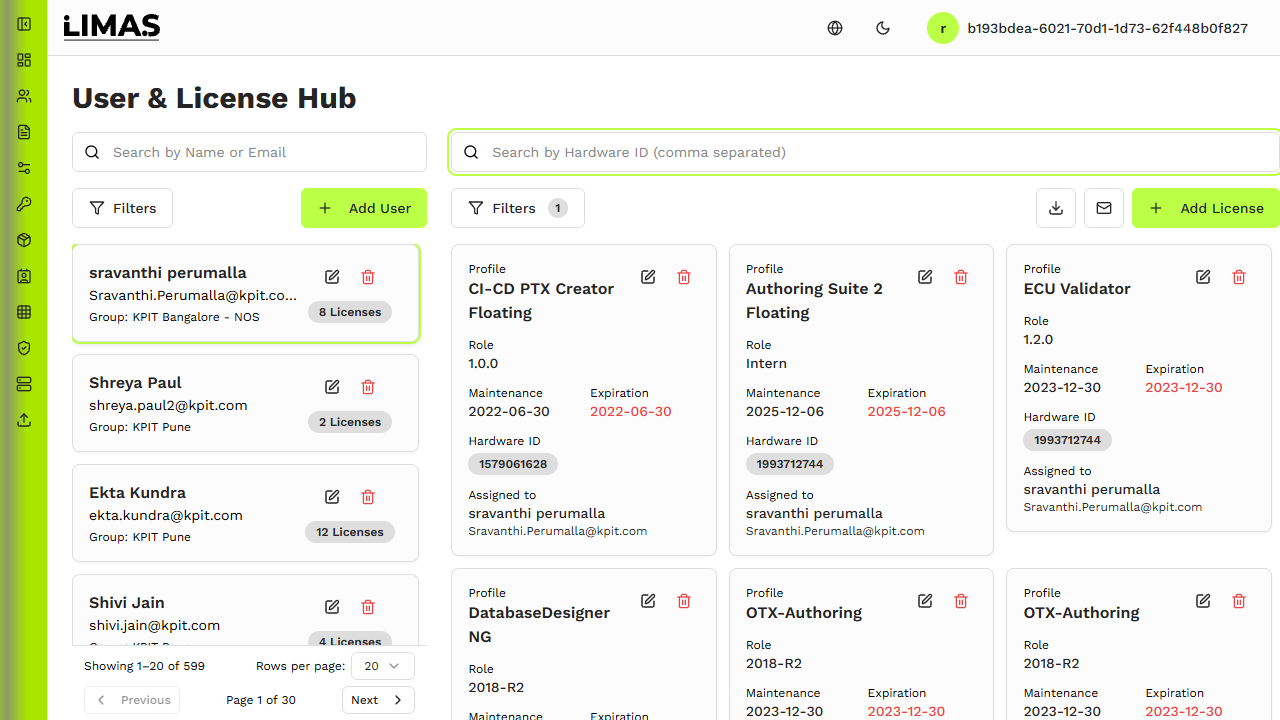 LIMAS
r
b193bdea-6021-70d1-1d73-62f448b0f827
User & License Hub
Search by Name or Email
Search by Hardware ID (comma separated)
Filters
Add User
Filters 1
Add License
sravanthi perumalla
Sravanthi.Perumalla@kpit.co...
Group: KPIT Bangalore - NOS
8 Licenses
Shreya Paul
shreya.paul2@kpit.com
Group: KPIT Pune
2 Licenses
Ekta Kundra
ekta.kundra@kpit.com
Group: KPIT Pune
12 Licenses
Shivi Jain
shivi.jain@kpit.com
4 Licenses
Showing 1–20 of 599
Rows per page: 20
Previous
Page 1 of 30
Next
Profile
CI-CD PTX Creator
Floating
Role
1.0.0
Maintenance
2022-06-30
Expiration
2022-06-30
Hardware ID
1579061628
Assigned to
sravanthi perumalla
Sravanthi.Perumalla@kpit.com
Profile
Authoring Suite 2
Floating
Role
Intern
Maintenance
2025-12-06
Expiration
2025-12-06
Hardware ID
1993712744
Assigned to
sravanthi perumalla
Sravanthi.Perumalla@kpit.com
Profile
ECU Validator
Role
1.2.0
Maintenance
2023-12-30
Expiration
2023-12-30
Hardware ID
1993712744
Assigned to
sravanthi perumalla
Sravanthi.Perumalla@kpit.com
Profile
DatabaseDesigner
NG
Role
2018-R2
Maintenance
Expiration
Profile
OTX-Authoring
Role
2018-R2
Maintenance
2023-12-30
Expiration
2023-12-30
Profile
OTX-Authoring
Role
2018-R2
Maintenance
2023-12-30
Expiration
2023-12-30